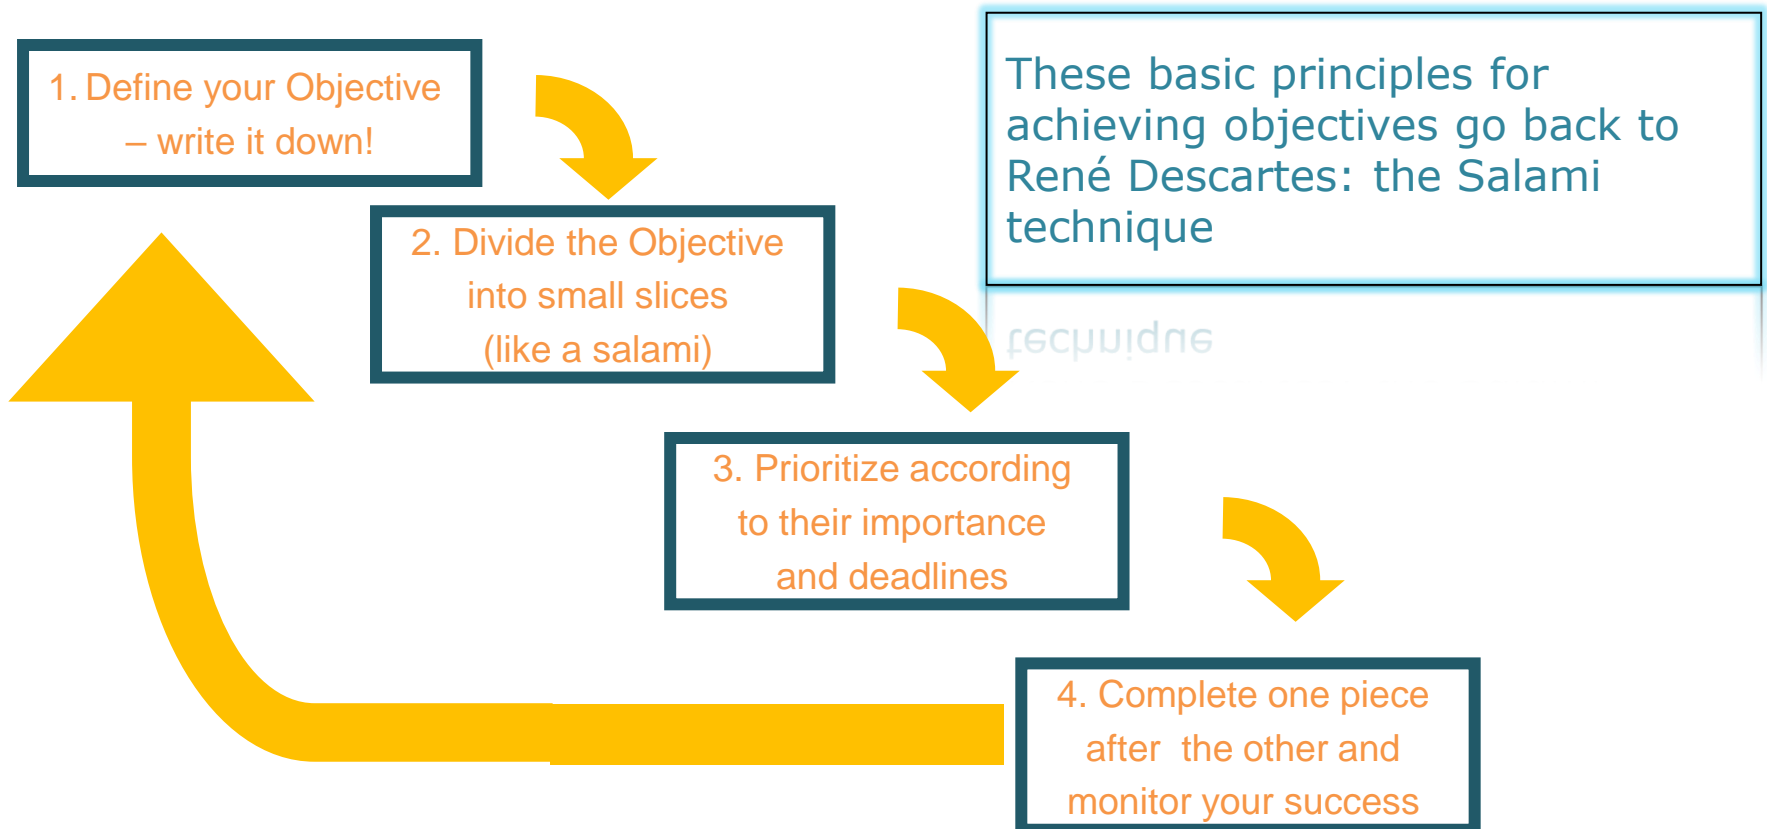 1. Define your Objective
– write it down!
These basic principles for
achieving objectives go back to
René Descartes: the Salami
technique
2. Divide the Objective
into small slices
(like a salami)
technique
3. Prioritize according
to their importance
and deadlines
4. Complete one piece
after  the other and
monitor your success